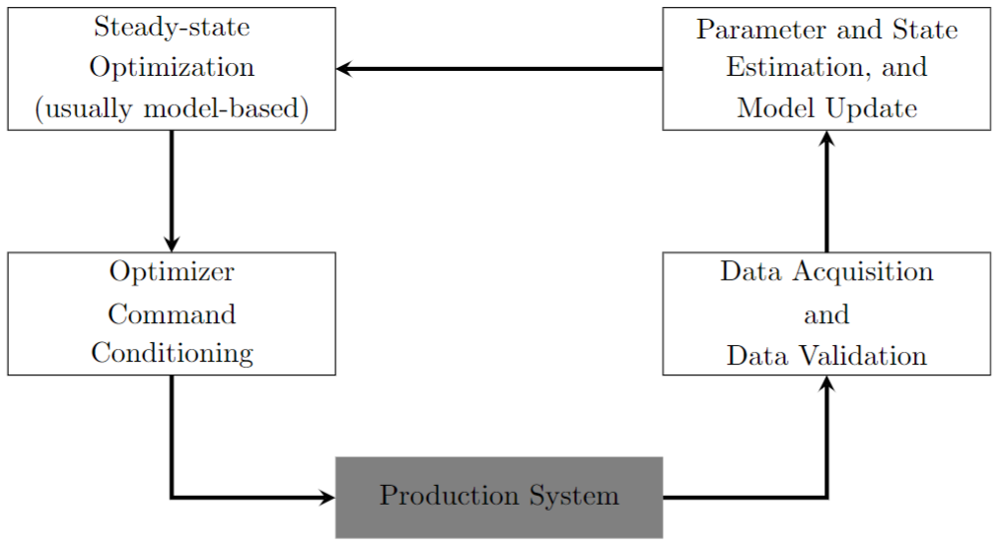 Steady-state
Optimization
(usually model-based)
Parameter and State
Estimation, and
Model Update
Optimizer
Command
Conditioning
Data Acquisition
and
Data Validation
Production System